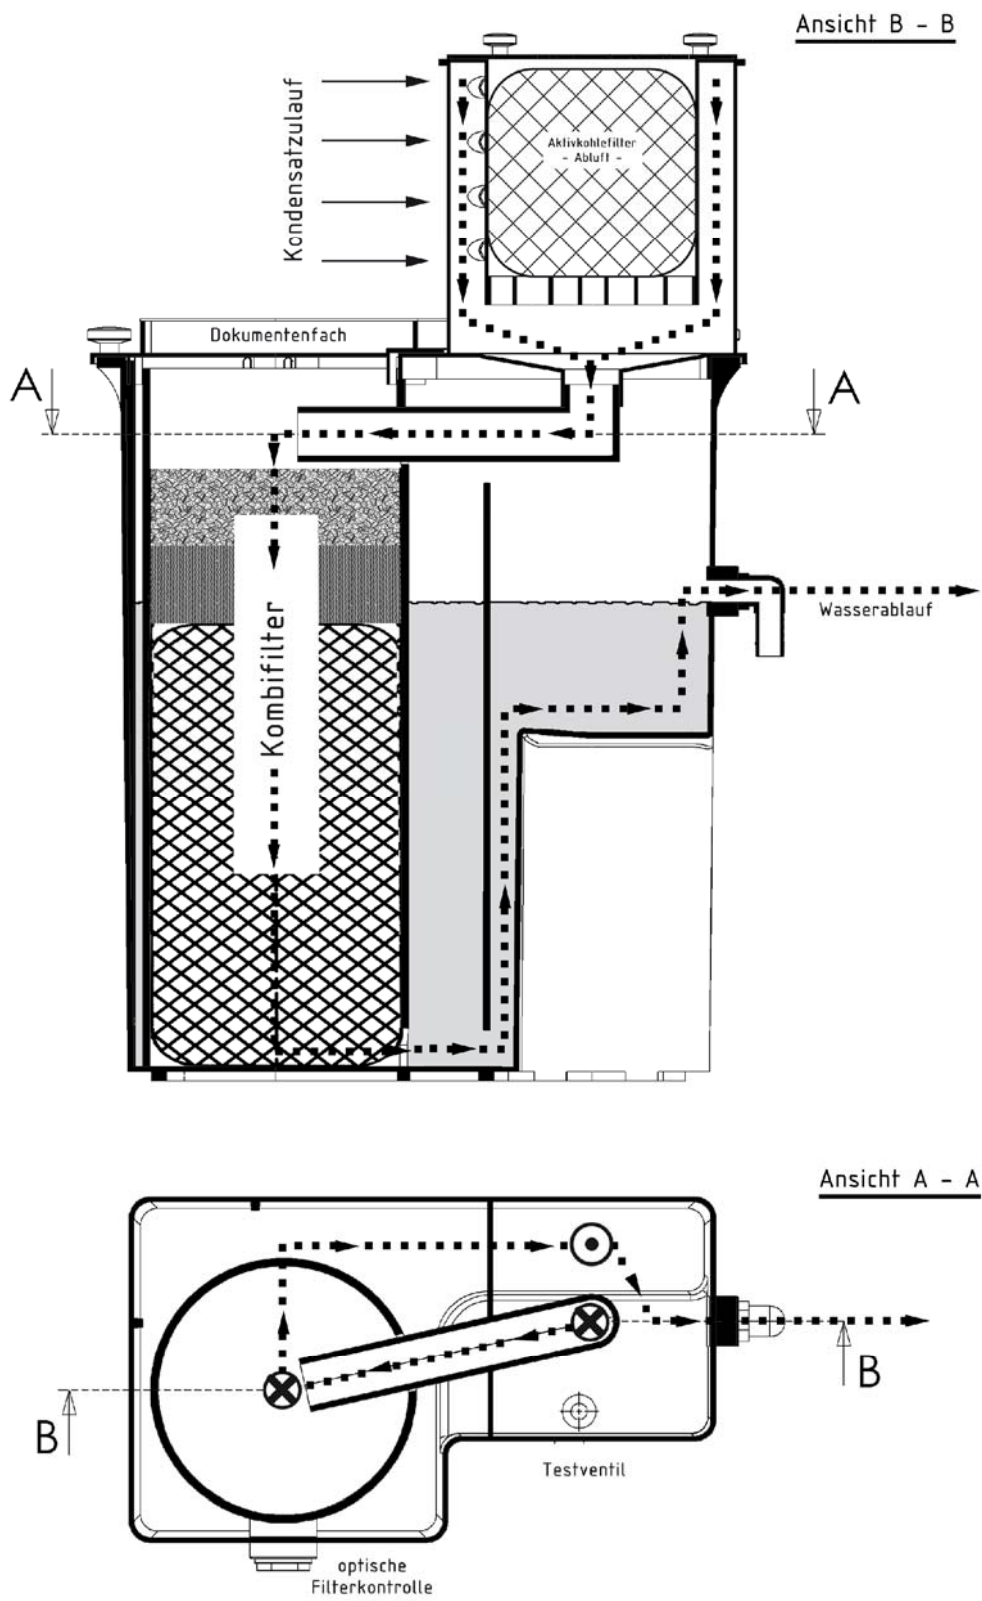 Ansicht B - B
Kondensatzulauf
Aktivkohlefilter
- Abluft -
Dokumentenfach
A
A
Kombifilter
Wasserablauf
Ansicht A - A
B
B
Testventil
optische
Filterkontrolle